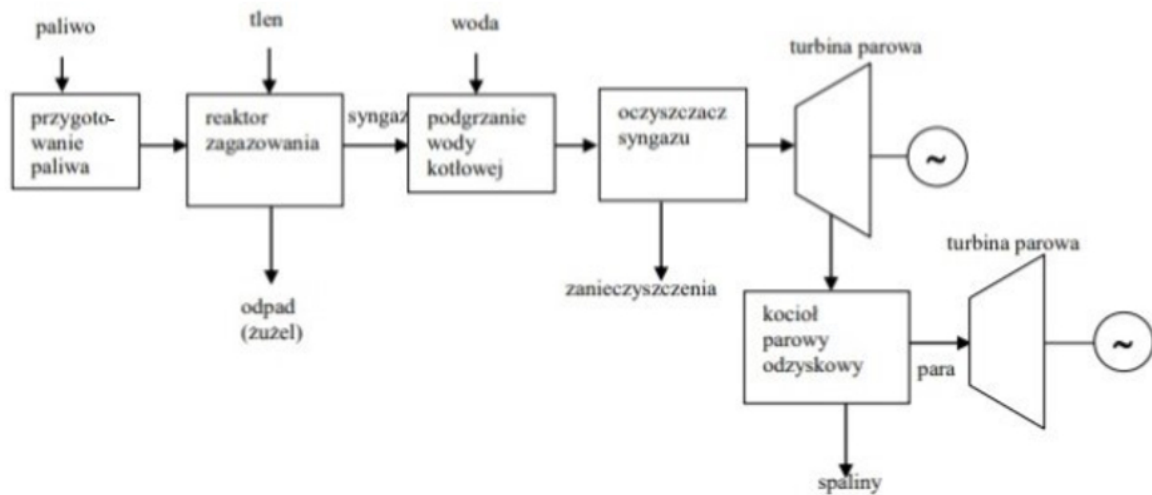 paliwo
tlen
woda
turbina parowa
przygoto-
wanie
paliwa
reaktor
zagazowania
syngaz
podgrzanie
wody
kotłowej
oczyszczacz
syngazu
~
odpad
(żużel)
zanieczyszczenia
turbina parowa
kocioł
parowy
odzyskowy
para
~
spaliny